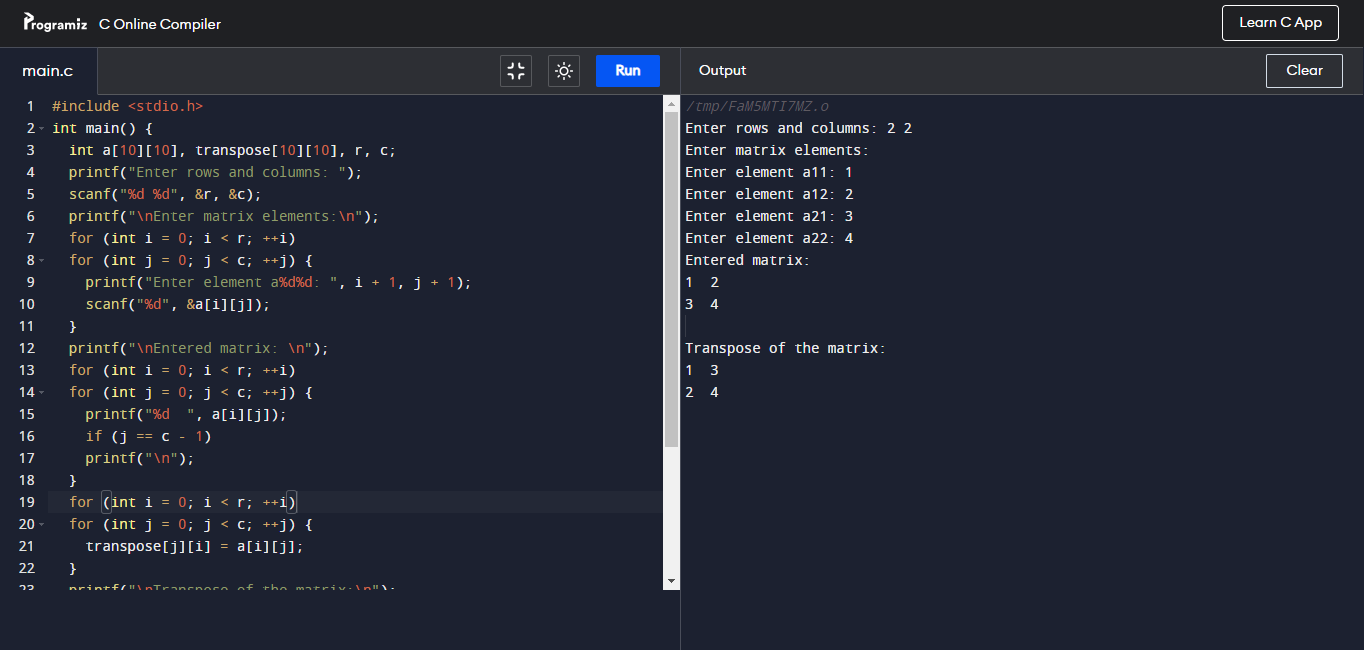 Programiz C Online Compiler
Learn C App
main.c
Run
Output
Clear
1 #include <stdio.h>
2 int main() {
3 int a[10][10], transpose[10][10], r, c;
4 printf("Enter rows and columns: ");
5 scanf("%d %d", &r, &c);
6 printf("\nEnter matrix elements:\n");
7 for (int i = 0; i < r; ++i)
8 for (int j = 0; j < c; ++j) {
9 printf("Enter element a%d%d: ", i + 1, j + 1);
10 scanf("%d", &a[i][j]);
11 }
12 printf("\nEntered matrix: \n");
13 for (int i = 0; i < r; ++i)
14 for (int j = 0; j < c; ++j) {
15 printf("%d  ", a[i][j]);
16 if (j == c - 1)
17 printf("\n");
18 }
19 for (int i = 0; i < r; ++i)
20 for (int j = 0; j < c; ++j) {
21 transpose[j][i] = a[i][j];
22 }
23 printf("\nTranspose of the matrix:\n");
/tmp/FaM5MTI7MZ.o
Enter rows and columns: 2 2
Enter matrix elements:
Enter element a11: 1
Enter element a12: 2
Enter element a21: 3
Enter element a22: 4
Entered matrix:
1  2
3  4
Transpose of the matrix:
1  3
2  4